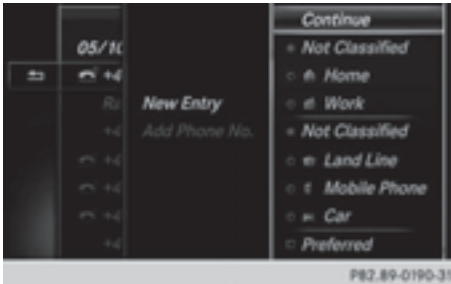 Continue
05/10
Not Classified
+4
Home
New Entry
Work
Add Phone No.
Not Classified
+4
Land Line
+4
Mobile Phone
+4
Car
+4
Preferred
P82.89-0190-31